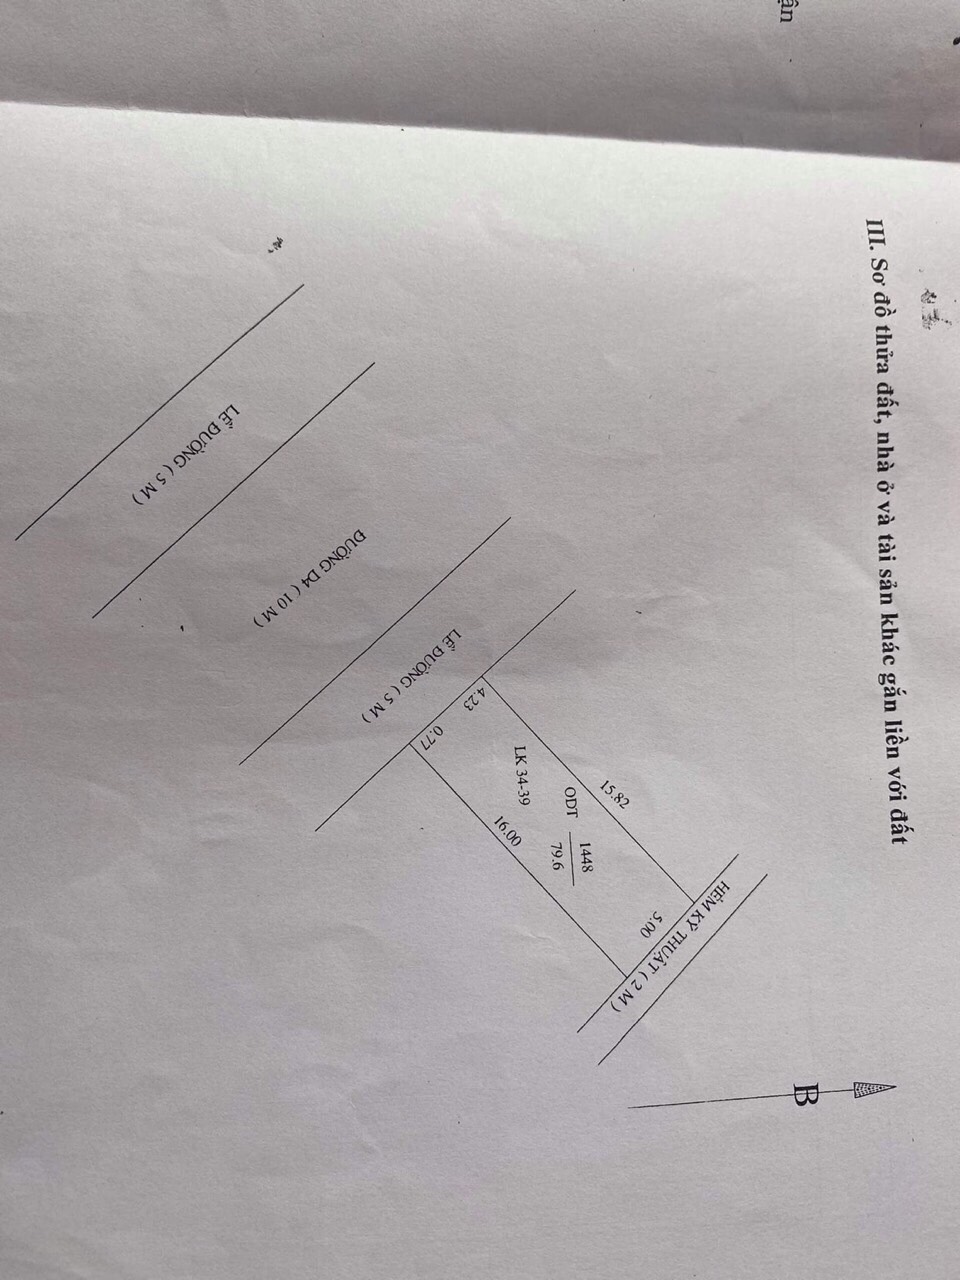 ận
III. Sơ đồ thửa đất, nhà ở và tài sản khác gắn liền với đất
B
HẺM KỸ THUẬT ( 2 M )
5.00
15.82
1448
ODT
79.6
LK 34-39
16.00
4.23
0.77
LỀ ĐƯỜNG ( 5 M )
ĐƯỜNG D4 ( 10 M )
LỀ ĐƯỜNG ( 5 M )